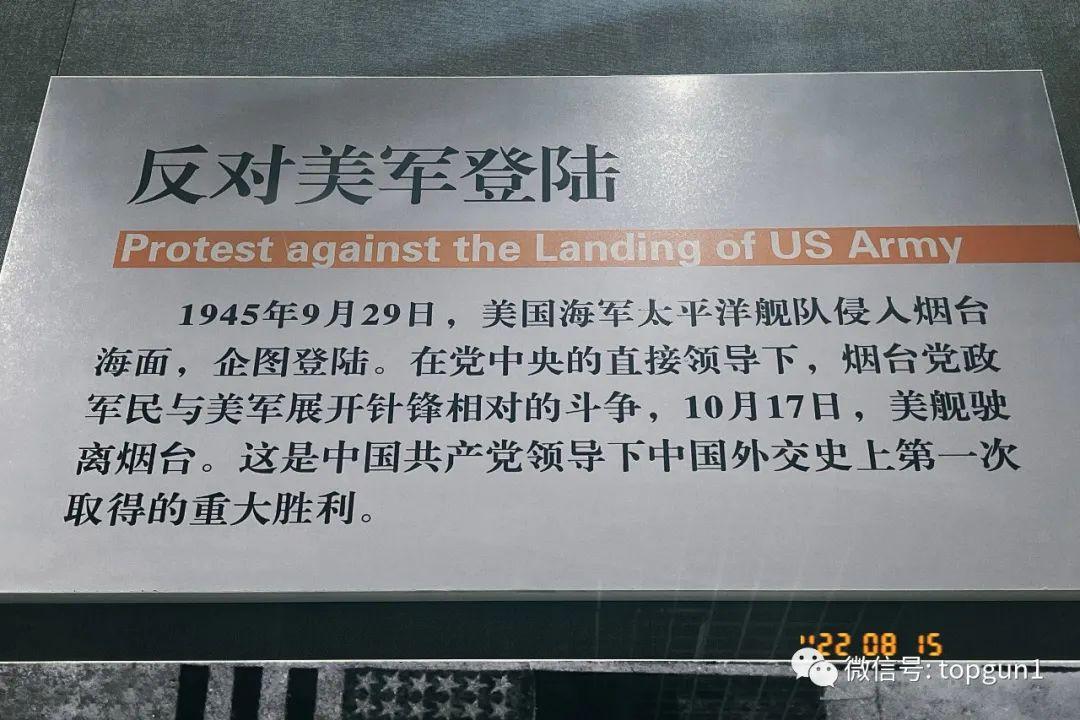 反对美军登陆
Protest against the Landing of US Army
1945年9月29日，美国海军太平洋舰队侵入烟台
海面，企图登陆。在党中央的直接领导下，烟台党政
军民与美军展开针锋相对的斗争，10月17日，美舰驶
离烟台。这是中国共产党领导下中国外交史上第一次
取得的重大胜利。
'22 08 15
微信号: topgun1